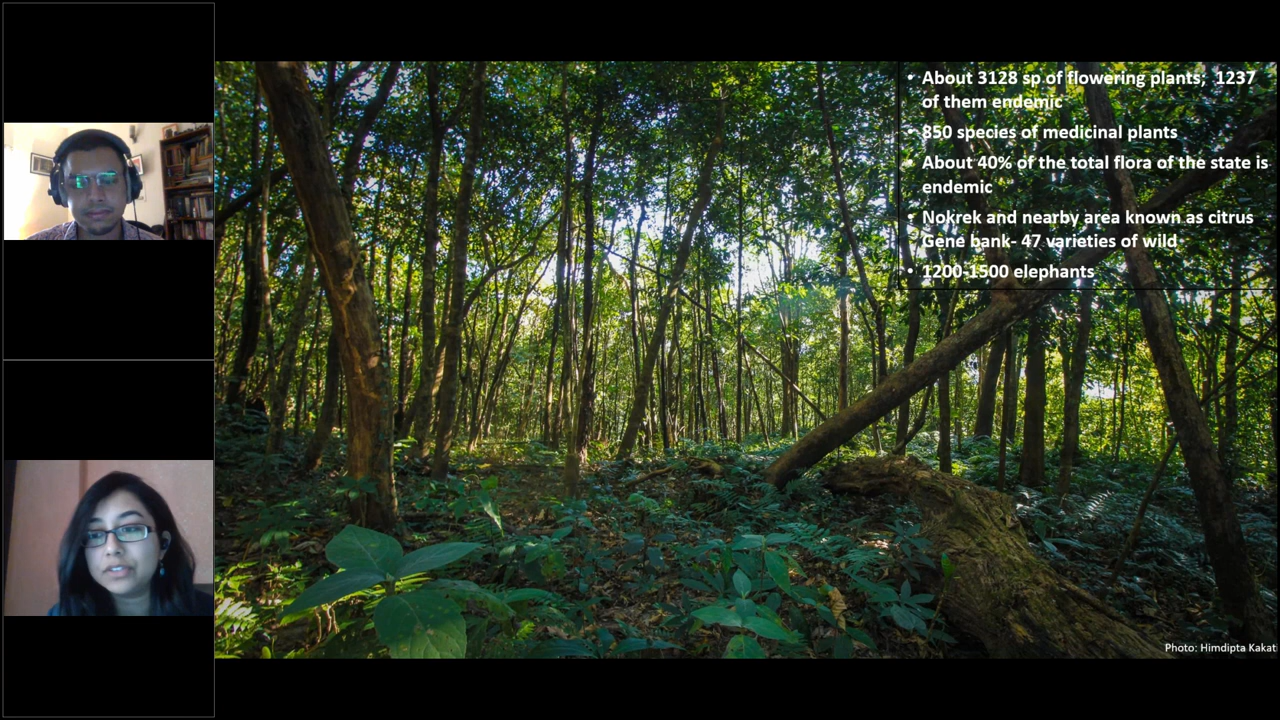 • About 3128 sp of flowering plants; 1237
of them endemic
• 850 species of medicinal plants
• About 40% of the total flora of the state is
endemic
• Nokrek and nearby area known as citrus
Gene bank- 47 varieties of wild
• 1200-1500 elephants
Photo: Himdipta Kakat